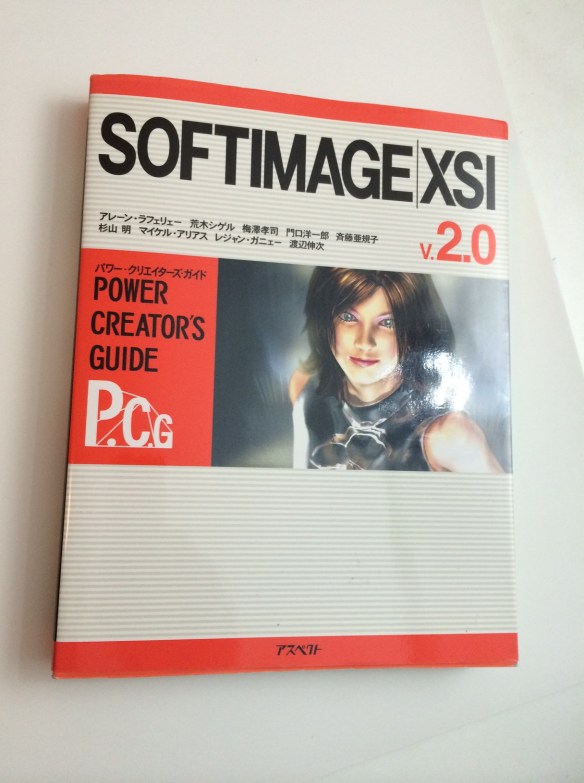 SOFTIMAGE|XSI
アレーン・ラフェリェー 荒木シゲル 梅澤孝司 門口洋一郎 斉藤亜規子
杉山 明 マイケル・アリアス レジャン・ガニェー 渡辺伸次
V.2.0
パワー・クリエイターズ・ガイド
POWER
CREATOR'S
GUIDE
P.C.G
アスペクト